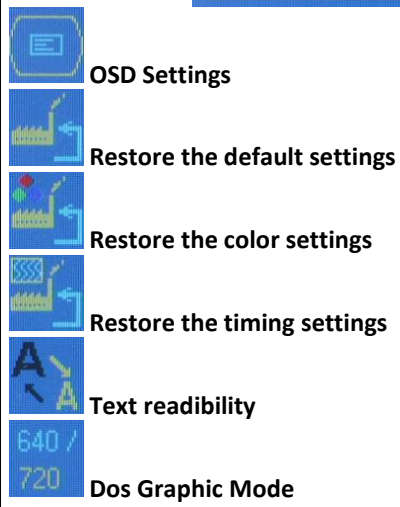 OSD Settings
Restore the default settings
Restore the color settings
Restore the timing settings
A A
Text readibility
640 /
720
Dos Graphic Mode